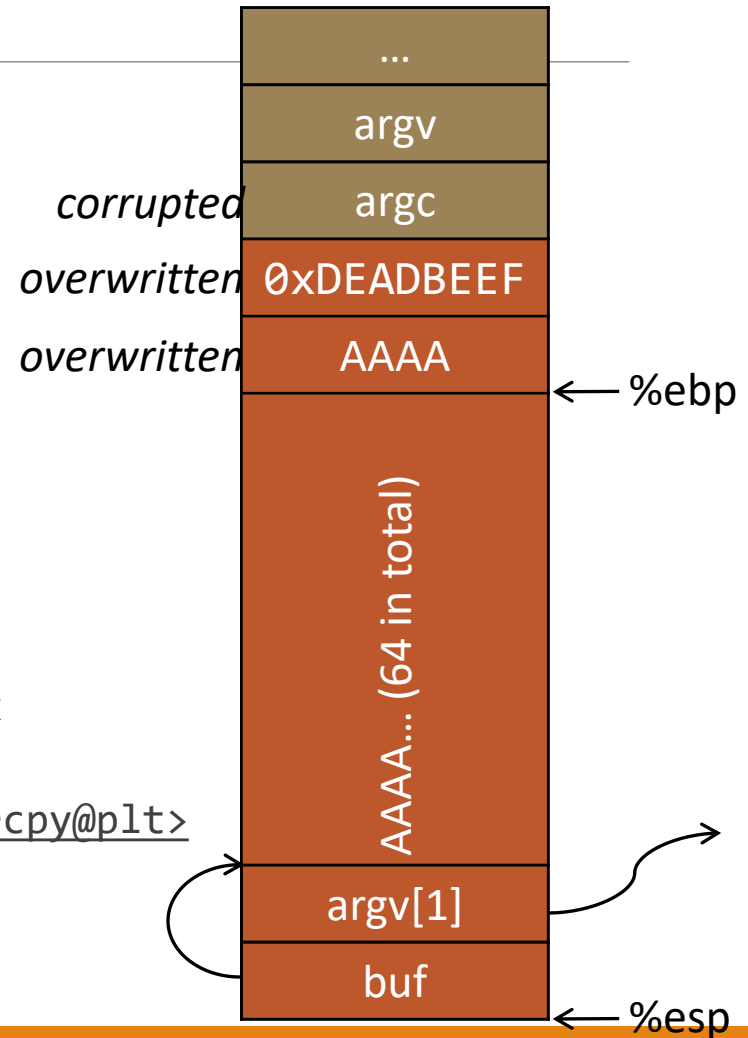 …
argv
corrupted argc
overwritten 0xDEADBEEF
overwritten AAAA
%ebp
AAAA… (64 in total)
cpy@plt>
argv[1]
buf
%esp